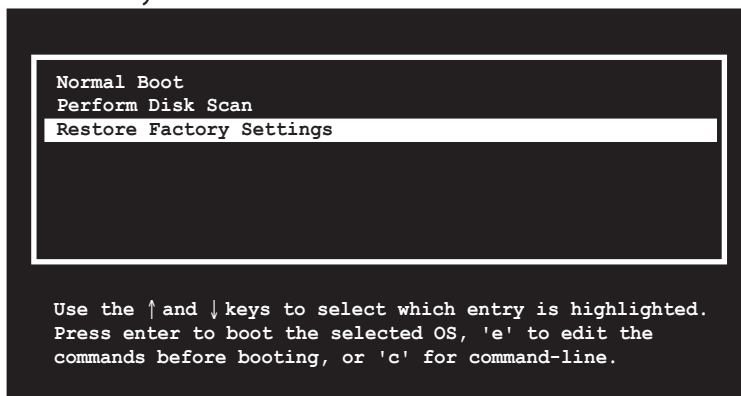 Normal Boot
Perform Disk Scan
Restore Factory Settings
Use the ↑ and ↓ keys to select which entry is highlighted.
Press enter to boot the selected OS, 'e' to edit the
commands before booting, or 'c' for command-line.